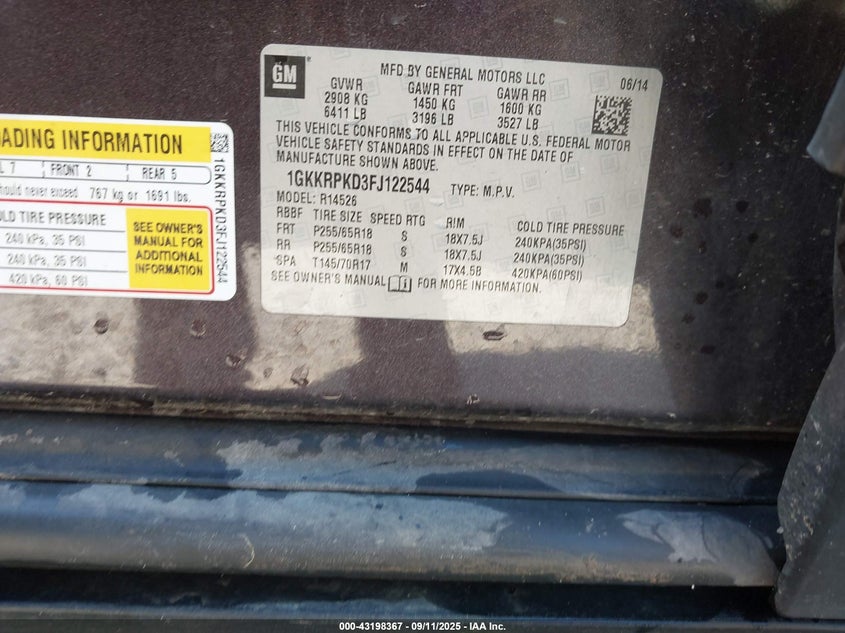 GM
MFD BY GENERAL MOTORS LLC
06/14
GVWR GAWR FRT GAWR RR
2908 KG 1450 KG 1600 KG
6411 LB 3196 LB 3527 LB
THIS VEHICLE CONFORMS TO ALL APPLICABLE U.S. FEDERAL MOTOR
VEHICLE SAFETY STANDARDS IN EFFECT ON THE DATE OF
MANUFACTURE SHOWN ABOVE.
1GKKRPKD3FJ122544 TYPE: M.P.V.
MODEL: R14526
RBBF TIRE SIZE SPEED RTG RIM COLD TIRE PRESSURE
FRT P255/65R18 S 18X7.5J 240KPA(35PSI)
RR P255/65R18 S 18X7.5J 240KPA(35PSI)
SPA T145/70R17 M 17X4.5B 420KPA(60PSI)
SEE OWNER'S MANUAL FOR MORE INFORMATION.
ADING INFORMATION
L 7 FRONT 2 REAR 5
hould never exceed 767 kg or 1691 lbs.
OLD TIRE PRESSURE
240 kPa, 35 PSI
240 kPa, 35 PSI
420 kPa, 60 PSI
SEE OWNER'S
MANUAL FOR
ADDITIONAL
INFORMATION
1GKKRPKD3FJ122544
000-43198367 - 09/11/2025 - IAA Inc.